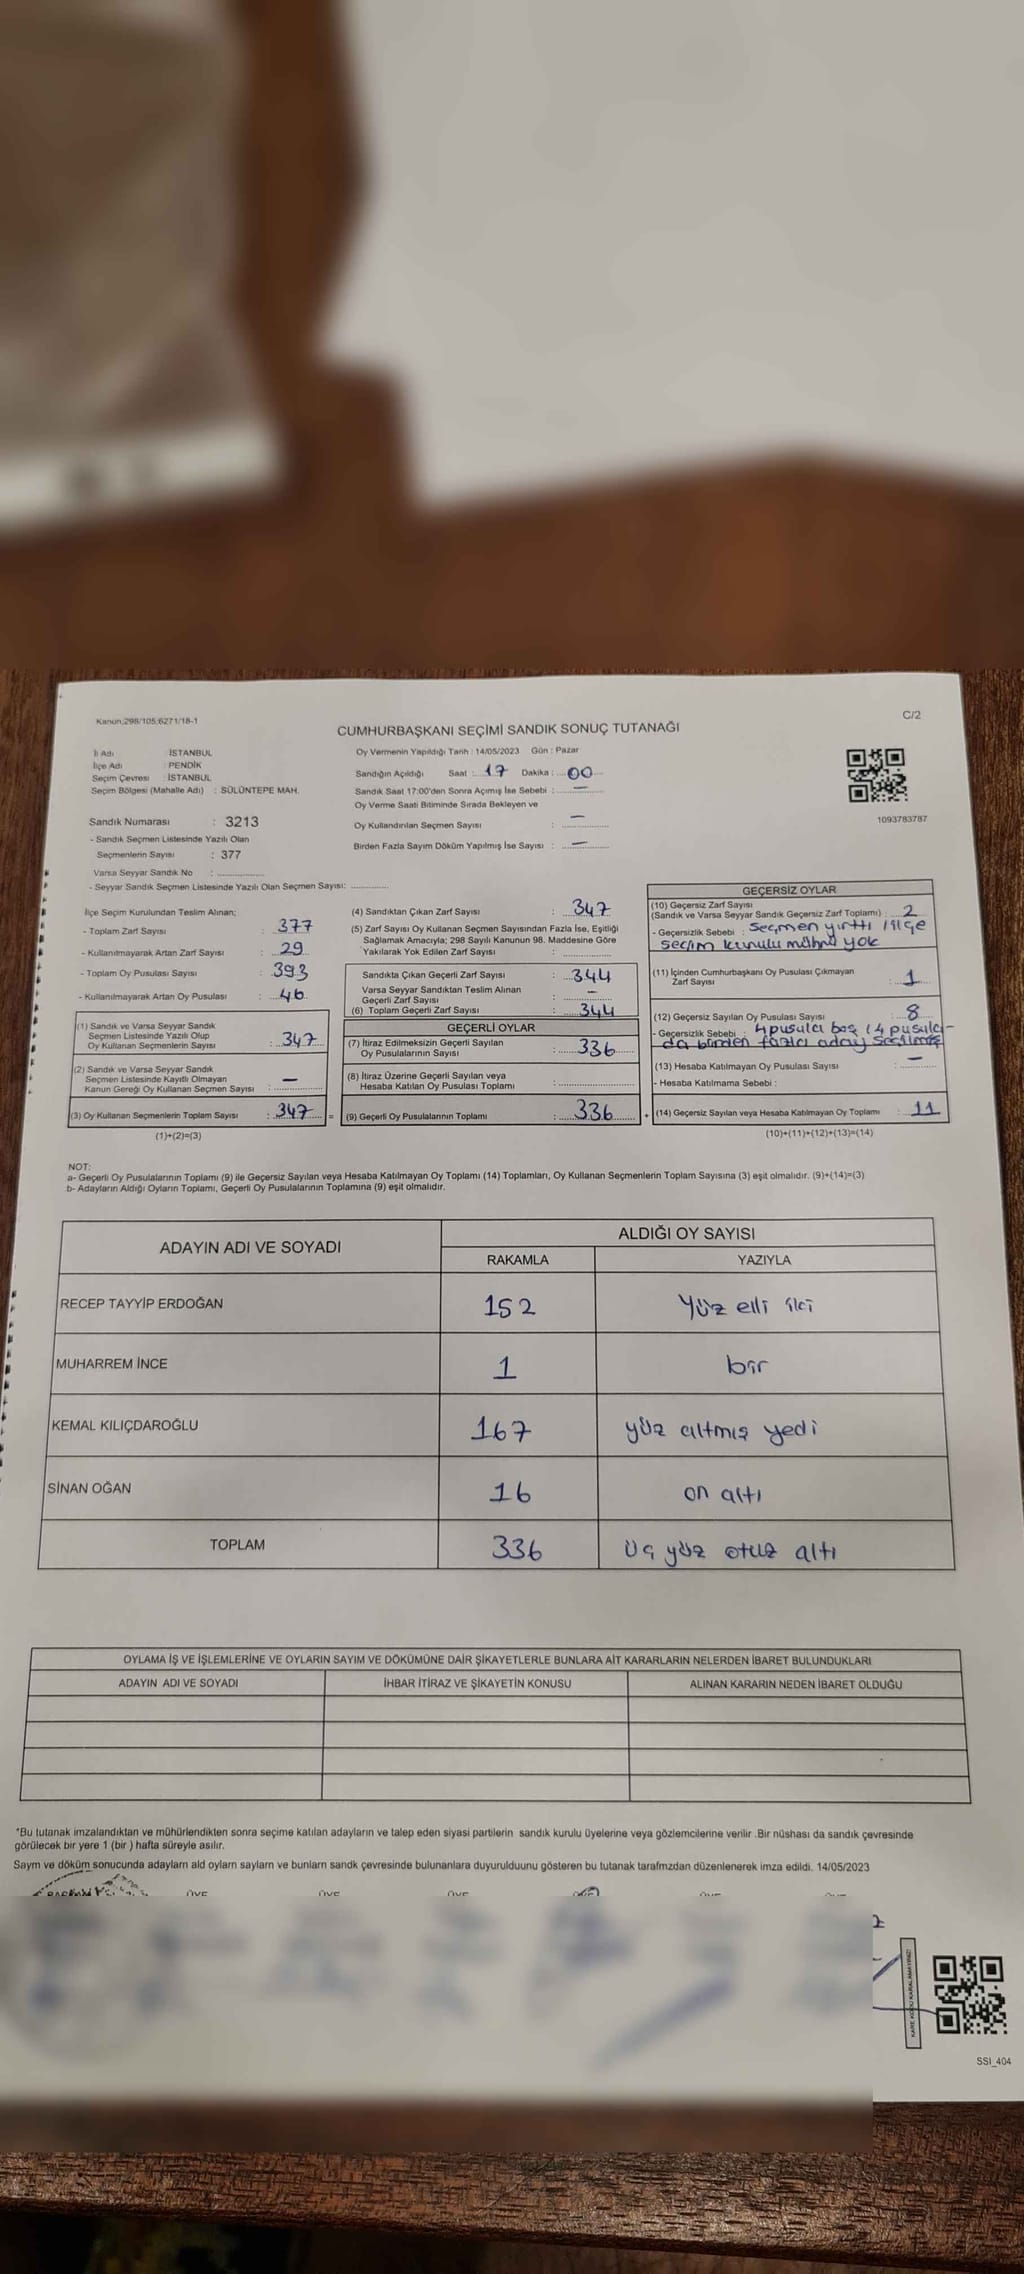 Kanun;298/105;6271/18-1
C/2
CUMHURBAŞKANI SEÇİMİ SANDIK SONUÇ TUTANAĞI
İl Adı : İSTANBUL
İlçe Adı : PENDİK
Seçim Çevresi : İSTANBUL
Seçim Bölgesi (Mahalle Adı) : SÜLÜNTEPE MAH.
Sandık Numarası : 3213
- Sandık Seçmen Listesinde Yazılı Olan
Seçmenlerin Sayısı : 377
Varsa Seyyar Sandık No :
- Seyyar Sandık Seçmen Listesinde Yazılı Olan Seçmen Sayısı:
Oy Vermenin Yapıldığı Tarih : 14/05/2023 Gün : Pazar
Sandığın Açıldığı Saat : 17 Dakika : 00
Sandık Saat 17:00'den Sonra Açımış İse Sebebi : —
Oy Verme Saati Bitiminde Sırada Bekleyen ve
Oy Kullandırılan Seçmen Sayısı : —
Birden Fazla Sayım Döküm Yapılmış İse Sayısı : —
1093783787
İlçe Seçim Kurulundan Teslim Alınan;
- Toplam Zarf Sayısı : 377
- Kullanılmayarak Artan Zarf Sayısı : 29
- Toplam Oy Pusulası Sayısı : 393
- Kullanılmayarak Artan Oy Pusulası : 46
(1) Sandık ve Varsa Seyyar Sandık
Seçmen Listesinde Yazılı Olup
Oy Kullanan Seçmenlerin Sayısı : 347
(2) Sandık ve Varsa Seyyar Sandık
Seçmen Listesinde Kayıtlı Olmayan
Kanun Gereği Oy Kullanan Seçmen Sayısı : —
(3) Oy Kullanan Seçmenlerin Toplam Sayısı : 347 =
(1)+(2)=(3)
(4) Sandıktan Çıkan Zarf Sayısı : 347
(5) Zarf Sayısı Oy Kullanan Seçmen Sayısından Fazla İse, Eşitliği
Sağlamak Amacıyla; 298 Sayılı Kanunun 98. Maddesine Göre
Yakılarak Yok Edilen Zarf Sayısı :
Sandıkta Çıkan Geçerli Zarf Sayısı : 344
Varsa Seyyar Sandıktan Teslim Alınan
Geçerli Zarf Sayısı : —
(6) Toplam Geçerli Zarf Sayısı : 344
GEÇERLİ OYLAR
(7) İtiraz Edilmeksizin Geçerli Sayılan
Oy Pusulalarının Sayısı : 336
(8) İtiraz Üzerine Geçerli Sayılan veya
Hesaba Katılan Oy Pusulası Toplamı :
(9) Geçerli Oy Pusulalarının Toplamı : 336 +
GEÇERSİZ OYLAR
(10) Geçersiz Zarf Sayısı
(Sandık ve Varsa Seyyar Sandık Geçersiz Zarf Toplamı) : 2
- Geçersizlik Sebebi : Seçmen yırttı / ilçe
seçim kurulu mührü yok
(11) İçinden Cumhurbaşkanı Oy Pusulası Çıkmayan
Zarf Sayısı : 1
(12) Geçersiz Sayılan Oy Pusulası Sayısı : 8
- Geçersizlik Sebebi : 4 pusula boş / 4 pusula-
da birden fazla aday seçilmiş
(13) Hesaba Katılmayan Oy Pusulası Sayısı : —
- Hesaba Katılmama Sebebi :
(14) Geçersiz Sayılan veya Hesaba Katılmayan Oy Toplamı : 11
(10)+(11)+(12)+(13)=(14)
NOT:
a- Geçerli Oy Pusulalarının Toplamı (9) ile Geçersiz Sayılan veya Hesaba Katılmayan Oy Toplamı (14) Toplamları, Oy Kullanan Seçmenlerin Toplam Sayısına (3) eşit olmalıdır. (9)+(14)=(3)
b- Adayların Aldığı Oyların Toplamı, Geçerli Oy Pusulalarının Toplamına (9) eşit olmalıdır.
ADAYIN ADI VE SOYADI ALDIĞI OY SAYISI
RAKAMLA YAZIYLA
RECEP TAYYİP ERDOĞAN 152 Yüz elli iki
MUHARREM İNCE 1 bir
KEMAL KILIÇDAROĞLU 167 yüz altmış yedi
SİNAN OĞAN 16 on altı
TOPLAM 336 üç yüz otuz altı
OYLAMA İŞ VE İŞLEMLERİNE VE OYLARIN SAYIM VE DÖKÜMÜNE DAİR ŞİKAYETLERLE BUNLARA AİT KARARLARIN NELERDEN İBARET BULUNDUKLARI
ADAYIN ADI VE SOYADI İHBAR İTİRAZ VE ŞİKAYETİN KONUSU ALINAN KARARIN NEDEN İBARET OLDUĞU
*Bu tutanak imzalandıktan ve mühürlendikten sonra seçime katılan adayların ve talep eden siyasi partilerin sandık kurulu üyelerine veya gözlemcilerine verilir .Bir nüshası da sandık çevresinde
görülecek bir yere 1 (bir ) hafta süreyle asılır.
Saym ve döküm sonucunda adaylarn ald oylarn saylarn ve bunlarn sandk çevresinde bulunanlara duyurulduunu gösteren bu tutanak tarafmzdan düzenlenerek imza edildi. 14/05/2023
BAŞKAN ÜYE ÜYE ÜYE ÜYE ÜYE
KARE KODU KARALAMAYINIZ!
SSI_404